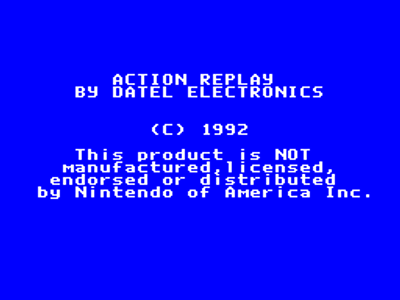 ACTION REPLAY
BY DATEL ELECTRONICS
(C) 1992
This product is NOT
manufactured,licensed,
endorsed or distributed
by Nintendo of America Inc.